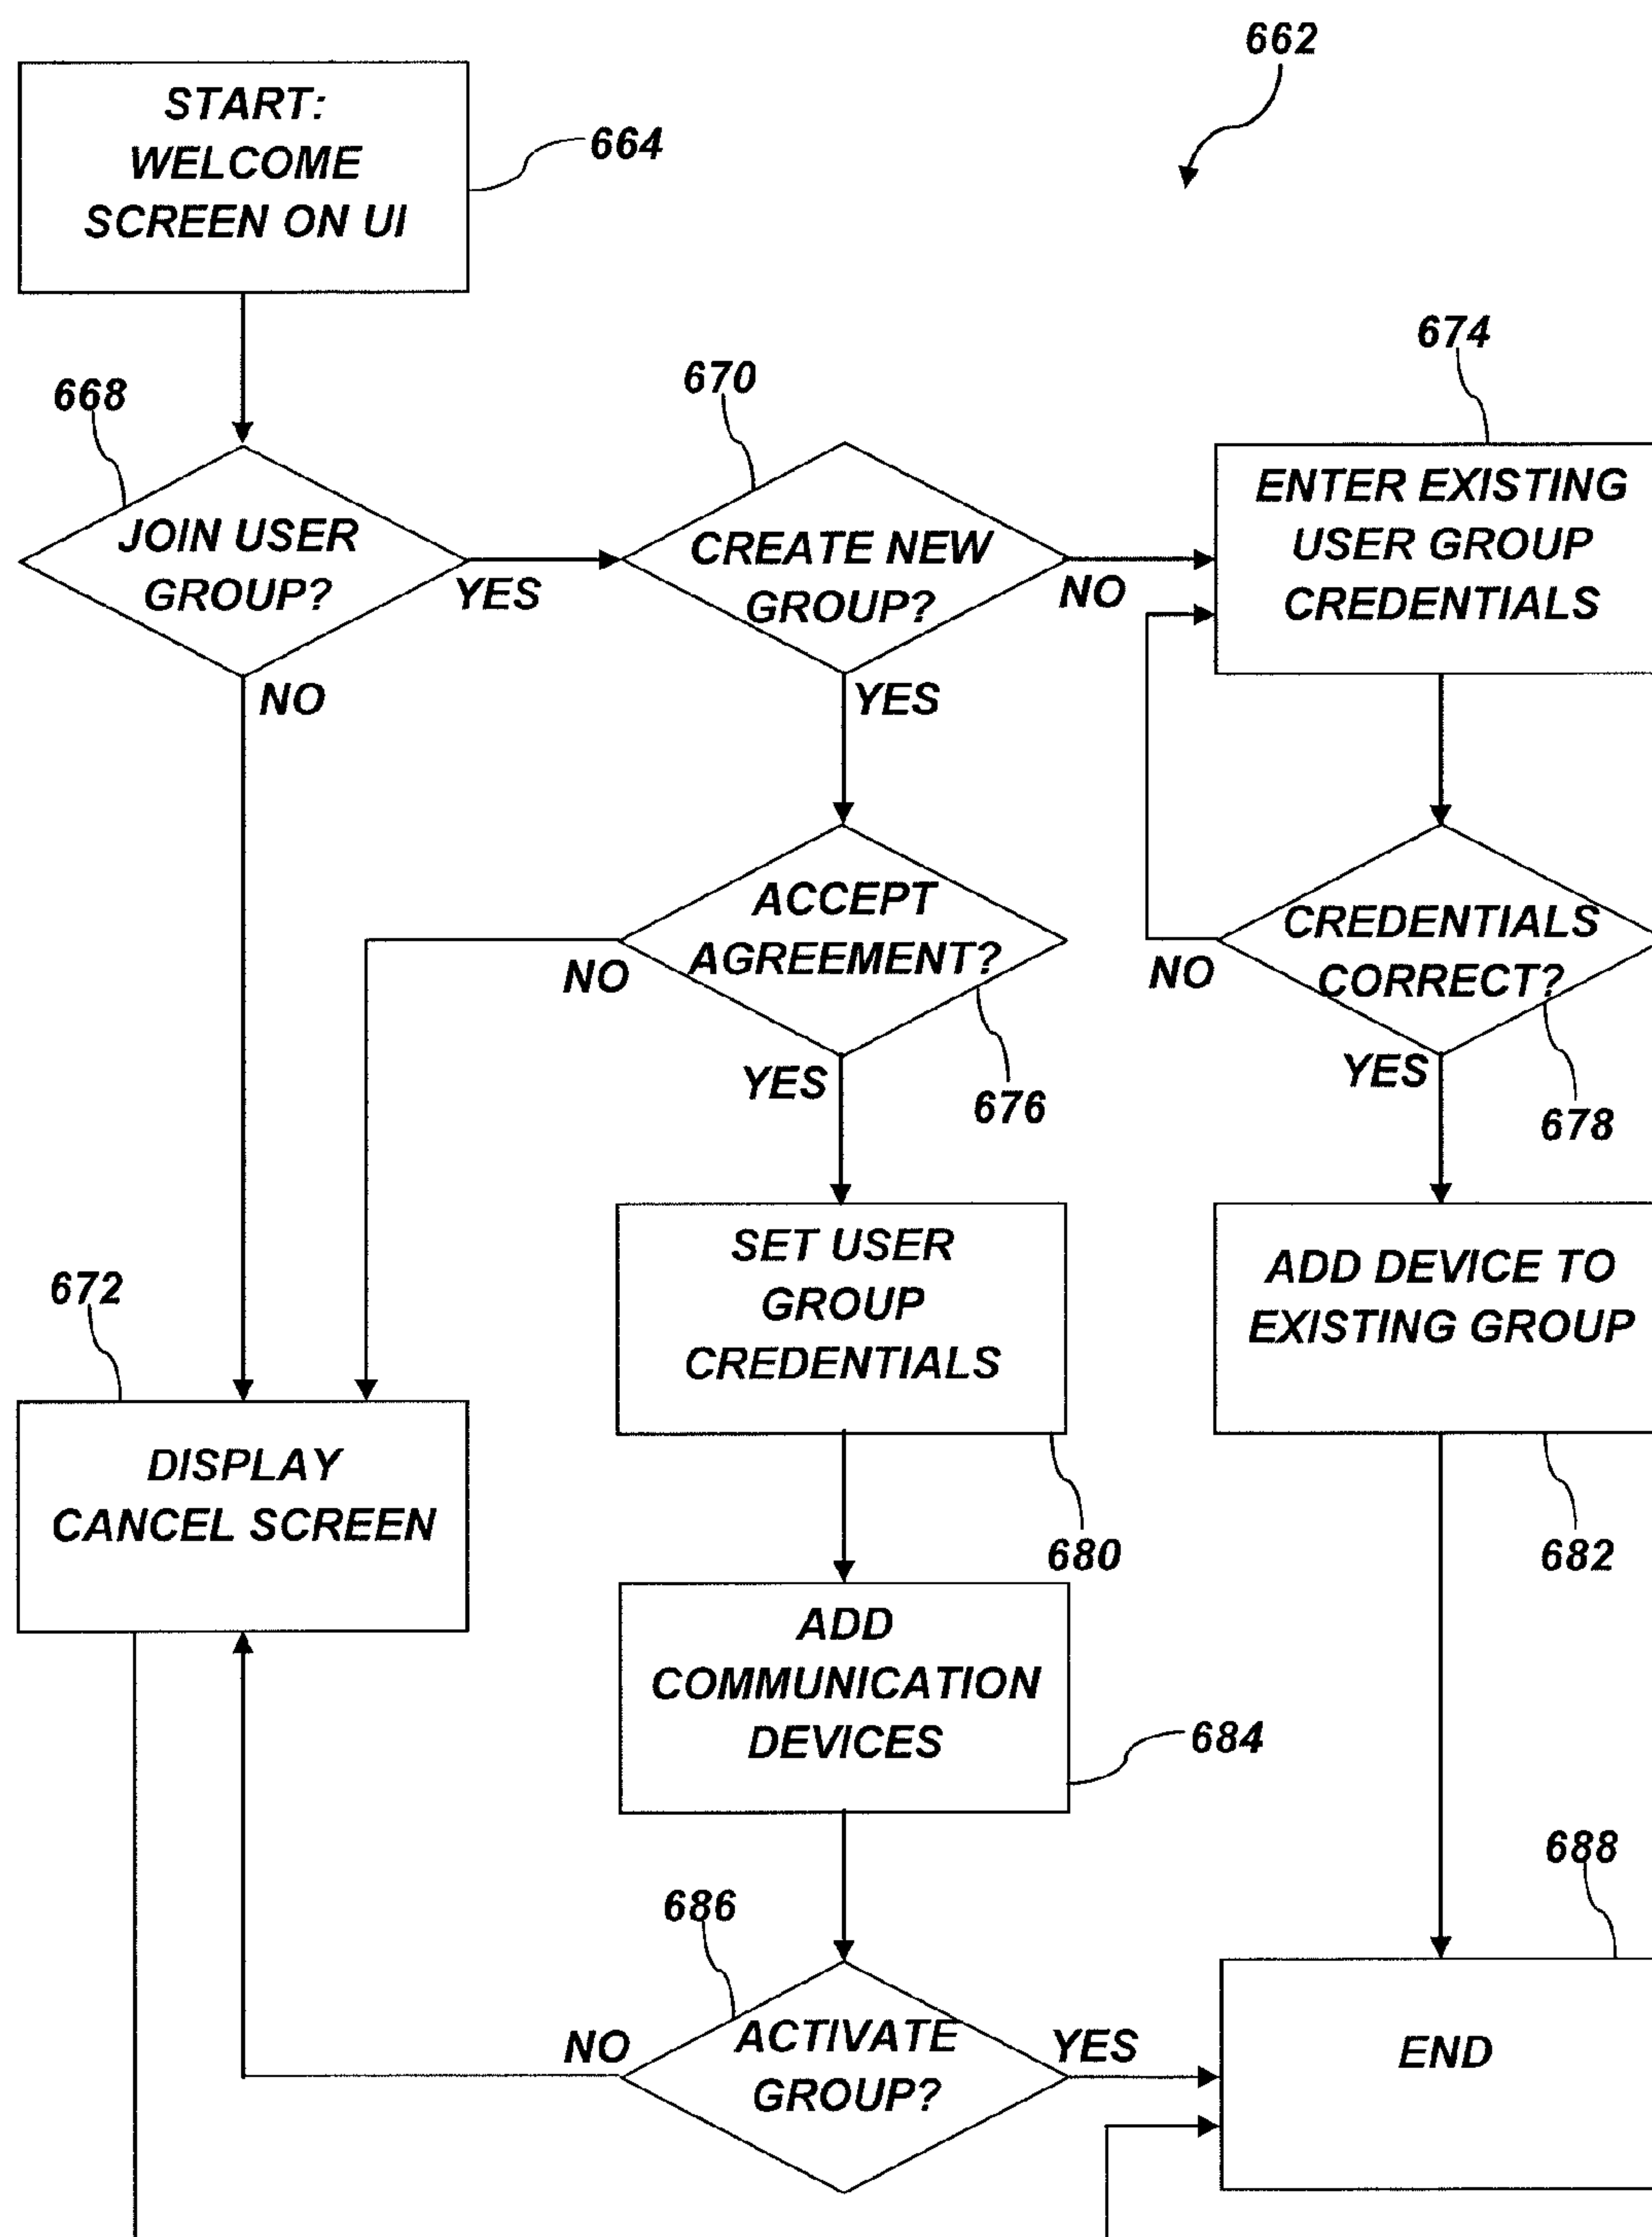 662
START:
WELCOME
SCREEN ON UI
664
674
670
668
ENTER EXISTING
USER GROUP
CREDENTIALS
JOIN USER
GROUP?
YES
CREATE NEW
GROUP?
NO
NO
YES
ACCEPT
AGREEMENT?
NO
CREDENTIALS
CORRECT?
NO
YES
676
YES
678
SET USER
GROUP
CREDENTIALS
ADD DEVICE TO
EXISTING GROUP
672
DISPLAY
CANCEL SCREEN
680
682
ADD
COMMUNICATION
DEVICES
684
688
686
NO
ACTIVATE
GROUP?
YES
END